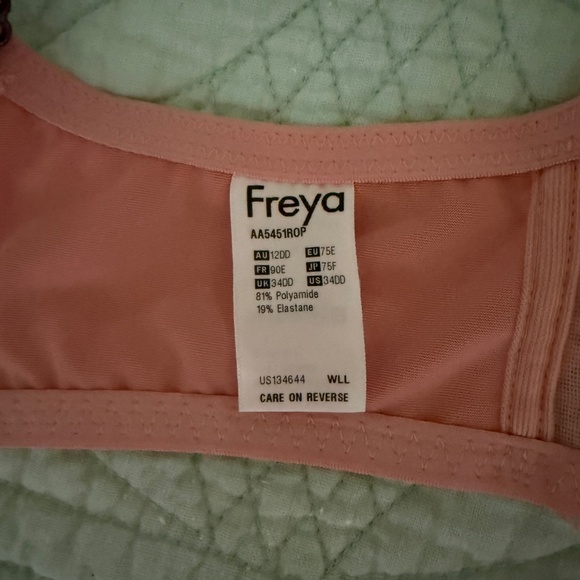 Freya
AA5451ROP
AU 12DD EU 75E
FR 90E JP 75F
UK 34DD US 34DD
81% Polyamide
19% Elastane
US134644 WLL
CARE ON REVERSE